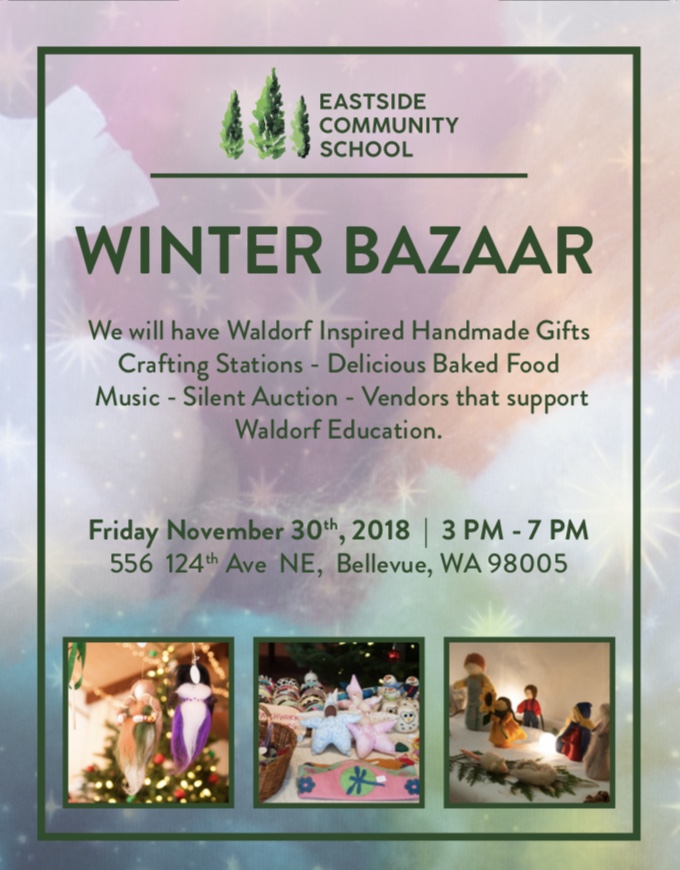 EASTSIDE
COMMUNITY
SCHOOL
WINTER BAZAAR
We will have Waldorf Inspired Handmade Gifts
Crafting Stations - Delicious Baked Food
Music - Silent Auction - Vendors that support
Waldorf Education.
Friday November 30th, 2018 | 3 PM - 7 PM
556 124th Ave NE, Bellevue, WA 98005